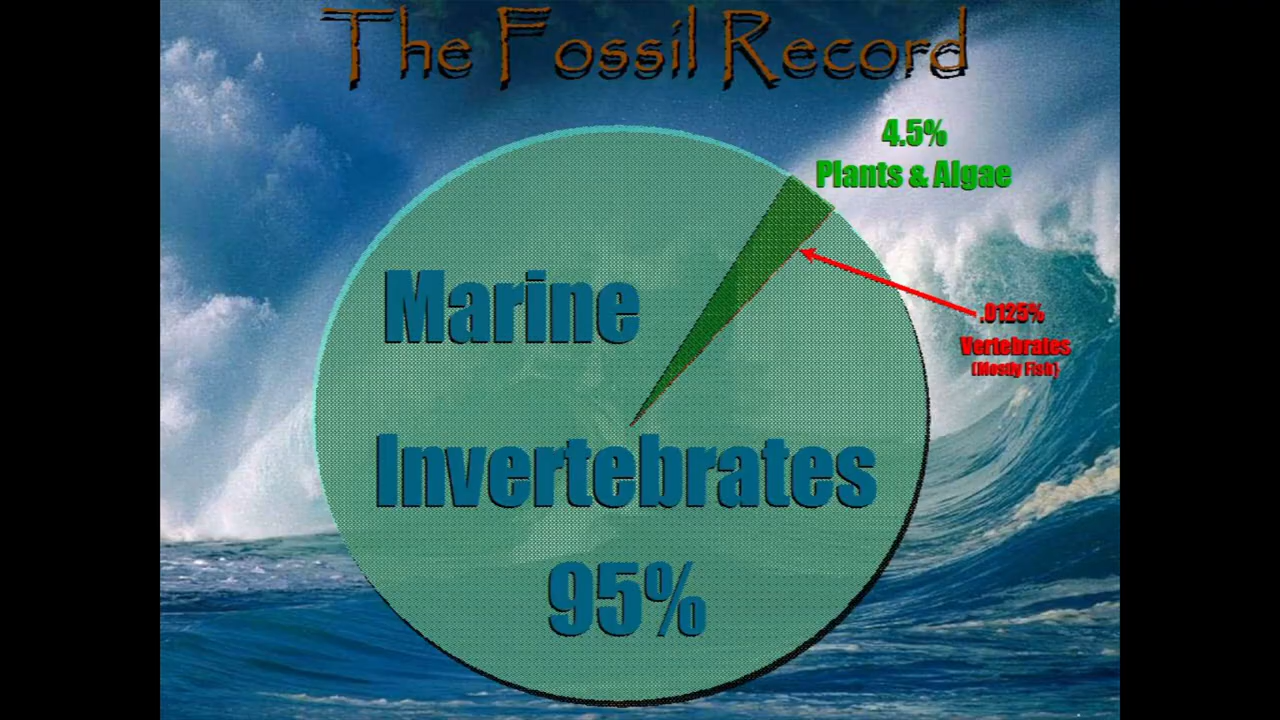 The Fossil Record
4.5%
Plants & Algae
Marine
.0125%
Vertebrates
(Mostly Fish)
Invertebrates
95%